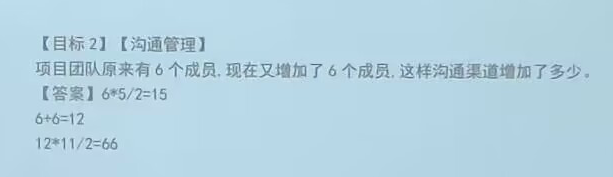 【目标2】【沟通管理】
项目团队原来有6个成员,现在又增加了6个成员,这样沟通渠道增加了多少。
【答案】6*5/2=15
6+6=12
12*11/2=66